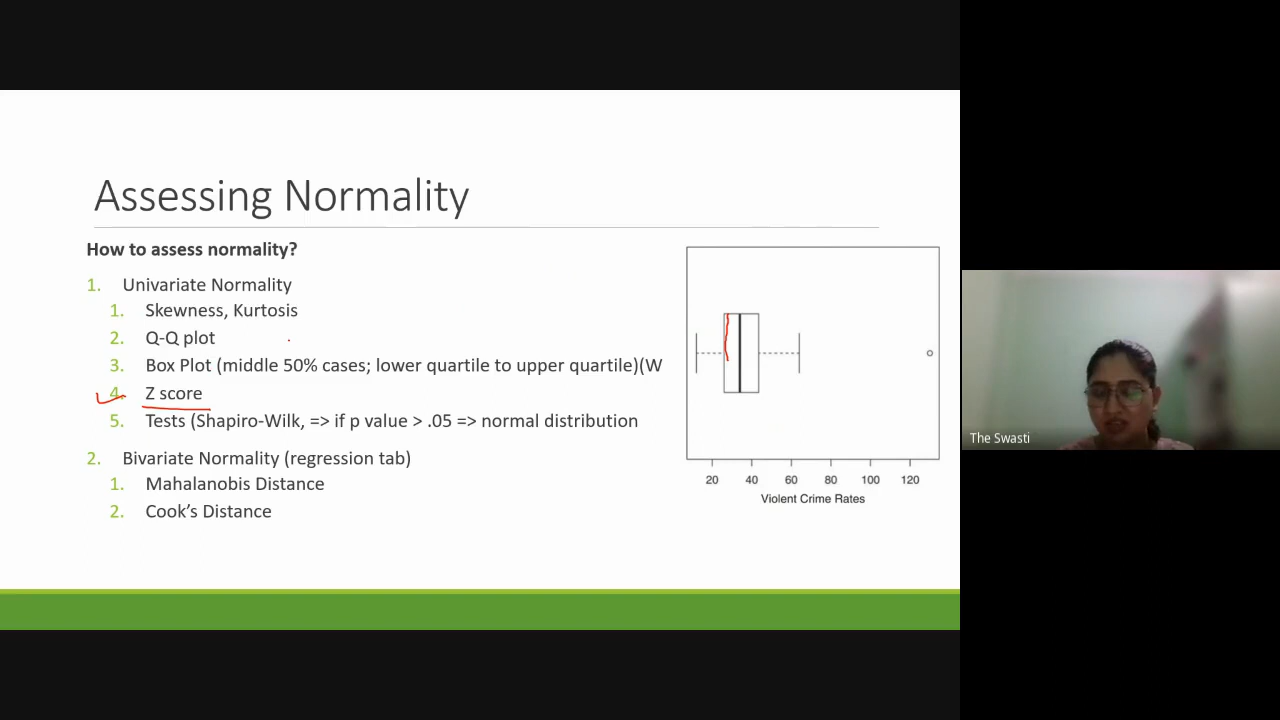 Assessing Normality
How to assess normality?
1. Univariate Normality
1. Skewness, Kurtosis
2. Q-Q plot
3. Box Plot (middle 50% cases; lower quartile to upper quartile)(W
4. Z score
5. Tests (Shapiro-Wilk, => if p value > .05 => normal distribution
2. Bivariate Normality (regression tab)
1. Mahalanobis Distance
2. Cook's Distance
20 40 60 80 100 120
Violent Crime Rates
The Swasti